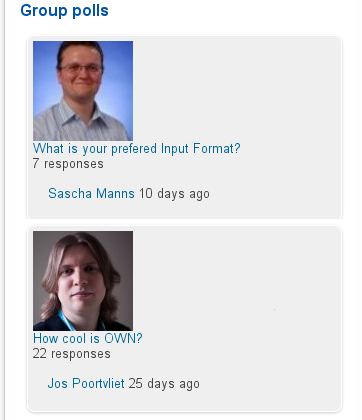 Group polls
What is your prefered Input Format?
7 responses
Sascha Manns 10 days ago
How cool is OWN?
22 responses
Jos Poortvliet 25 days ago